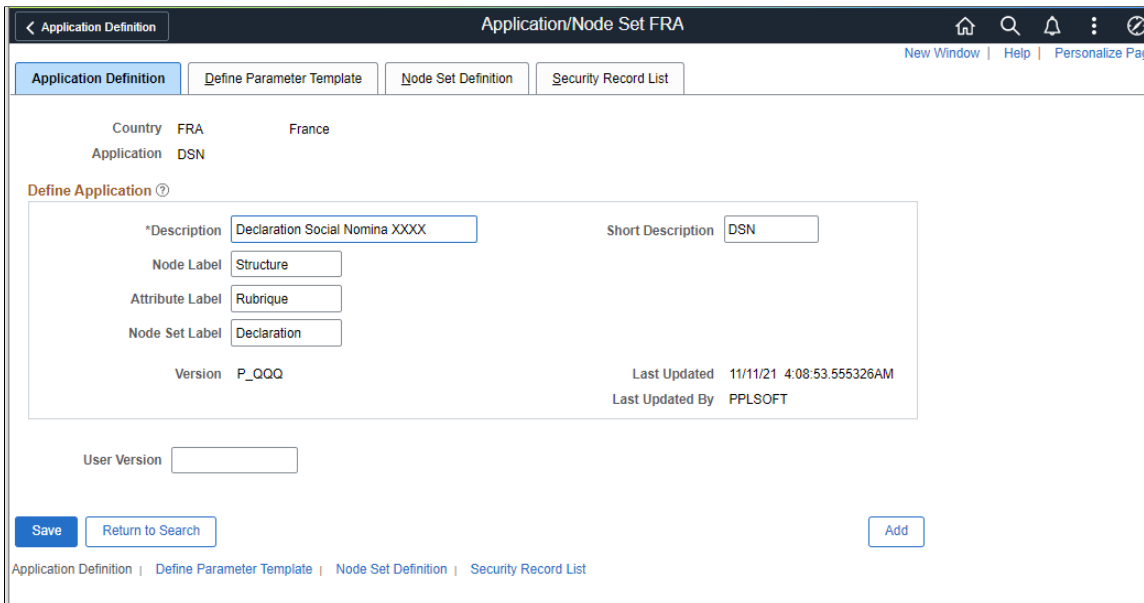 Application Definition Application/Node Set FRA
New Window | Help | Personalize Pag
Application Definition Define Parameter Template Node Set Definition Security Record List
Country FRA France
Application DSN
Define Application
*Description Declaration Social Nomina XXXX Short Description DSN
Node Label Structure
Attribute Label Rubrique
Node Set Label Declaration
Version P_QQQ Last Updated 11/11/21 4:08:53.555326AM
Last Updated By PPLSOFT
User Version
Save Return to Search Add
Application Definition | Define Parameter Template | Node Set Definition | Security Record List